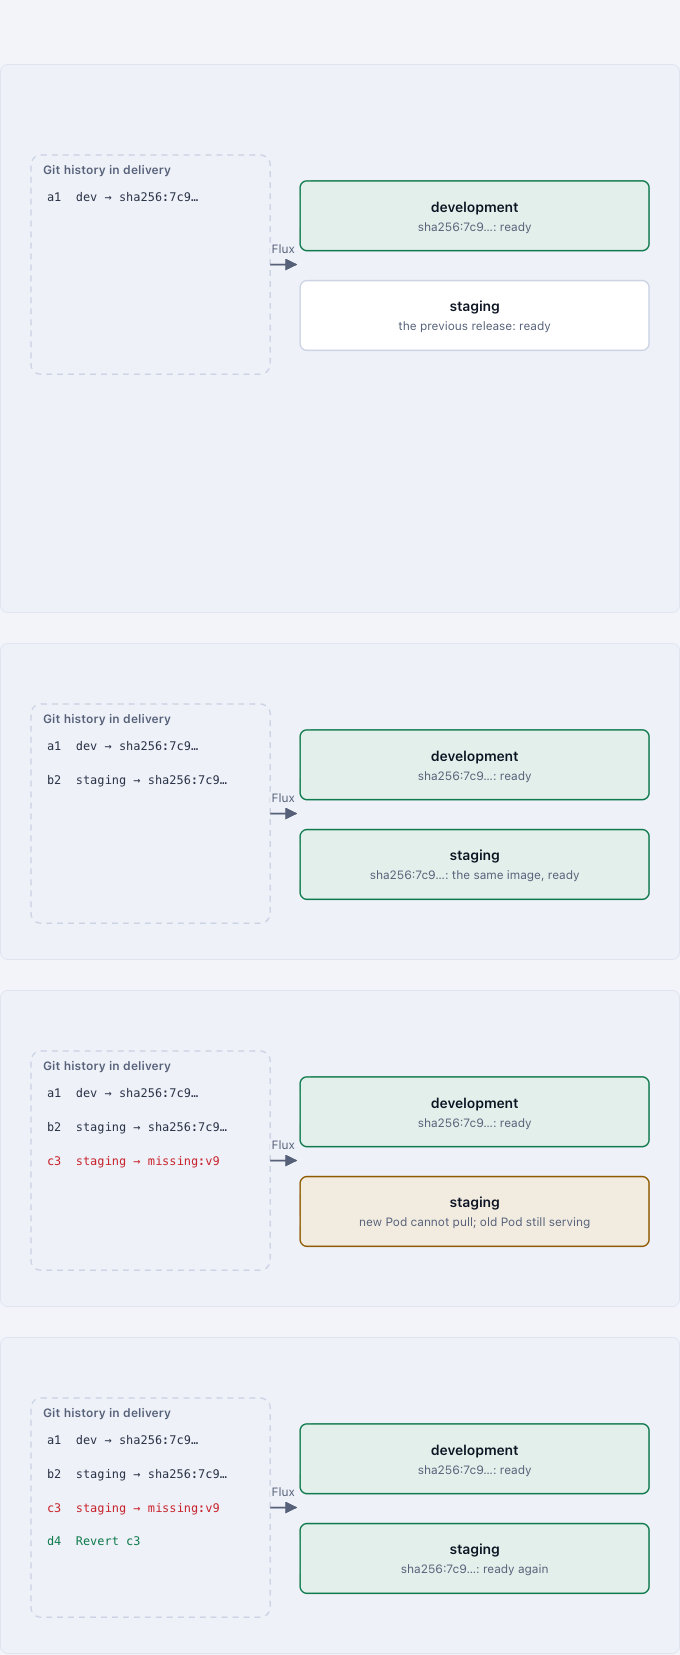 Git history in delivery
a1  dev → sha256:7c9…
Flux
development
sha256:7c9…: ready
staging
the previous release: ready
Git history in delivery
a1  dev → sha256:7c9…
b2  staging → sha256:7c9…
Flux
development
sha256:7c9…: ready
staging
sha256:7c9…: the same image, ready
Git history in delivery
a1  dev → sha256:7c9…
b2  staging → sha256:7c9…
c3  staging → missing:v9
Flux
development
sha256:7c9…: ready
staging
new Pod cannot pull; old Pod still serving
Git history in delivery
a1  dev → sha256:7c9…
b2  staging → sha256:7c9…
c3  staging → missing:v9
d4  Revert c3
Flux
development
sha256:7c9…: ready
staging
sha256:7c9…: ready again